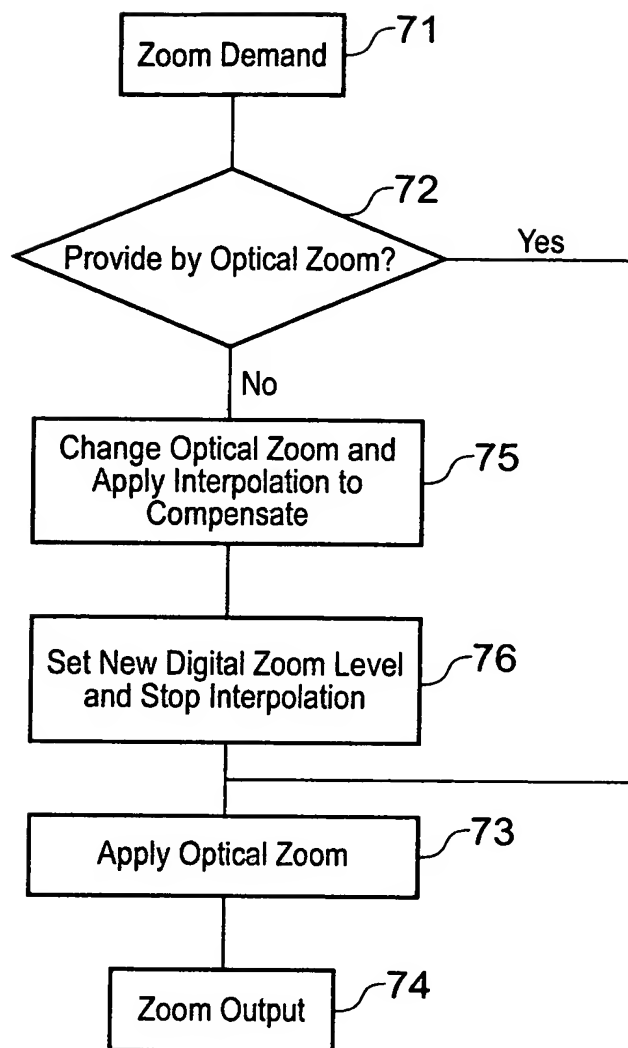 Zoom Demand
71
72
Provide by Optical Zoom?
Yes
No
Change Optical Zoom and
Apply Interpolation to
Compensate
75
Set New Digital Zoom Level
and Stop Interpolation
76
Apply Optical Zoom
73
Zoom Output
74